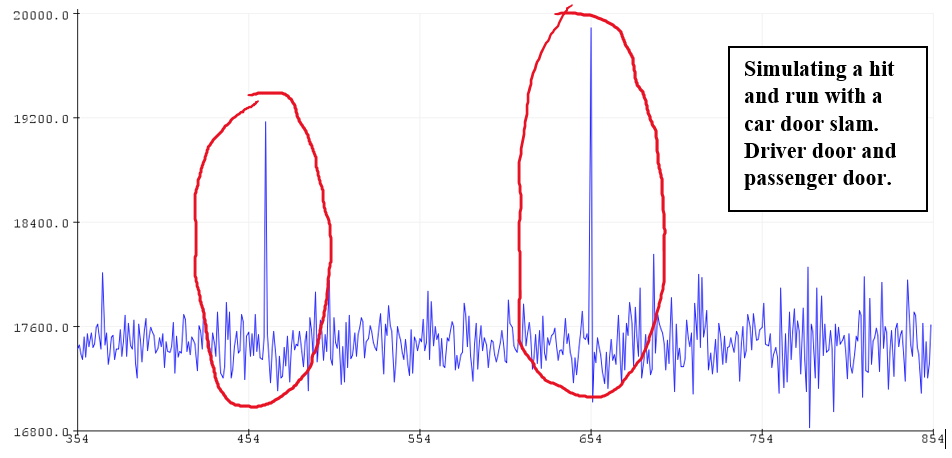 20000.0
19200.0
18400.0
17600.0
16800.0
354 454 554 654 754 854
Simulating a hit
and run with a
car door slam.
Driver door and
passenger door.